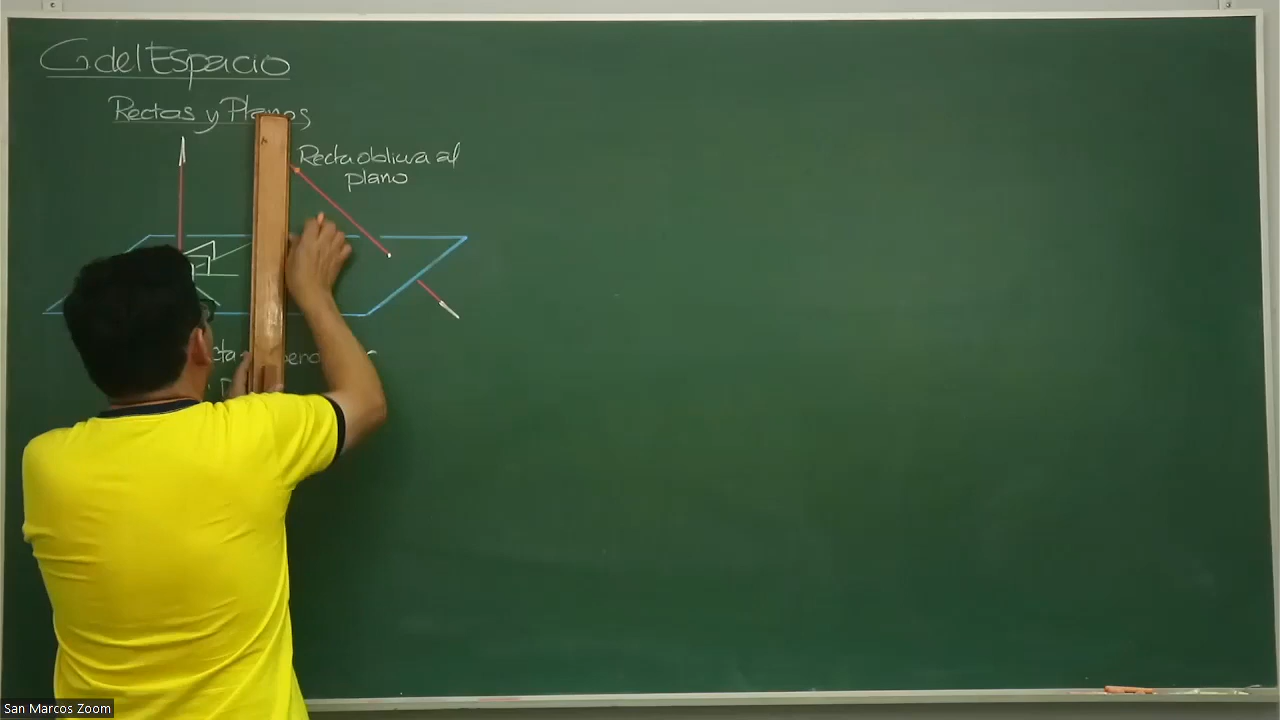 G del Espacio
Rectas y Planos
Recta oblicua al
plano
San Marcos Zoom